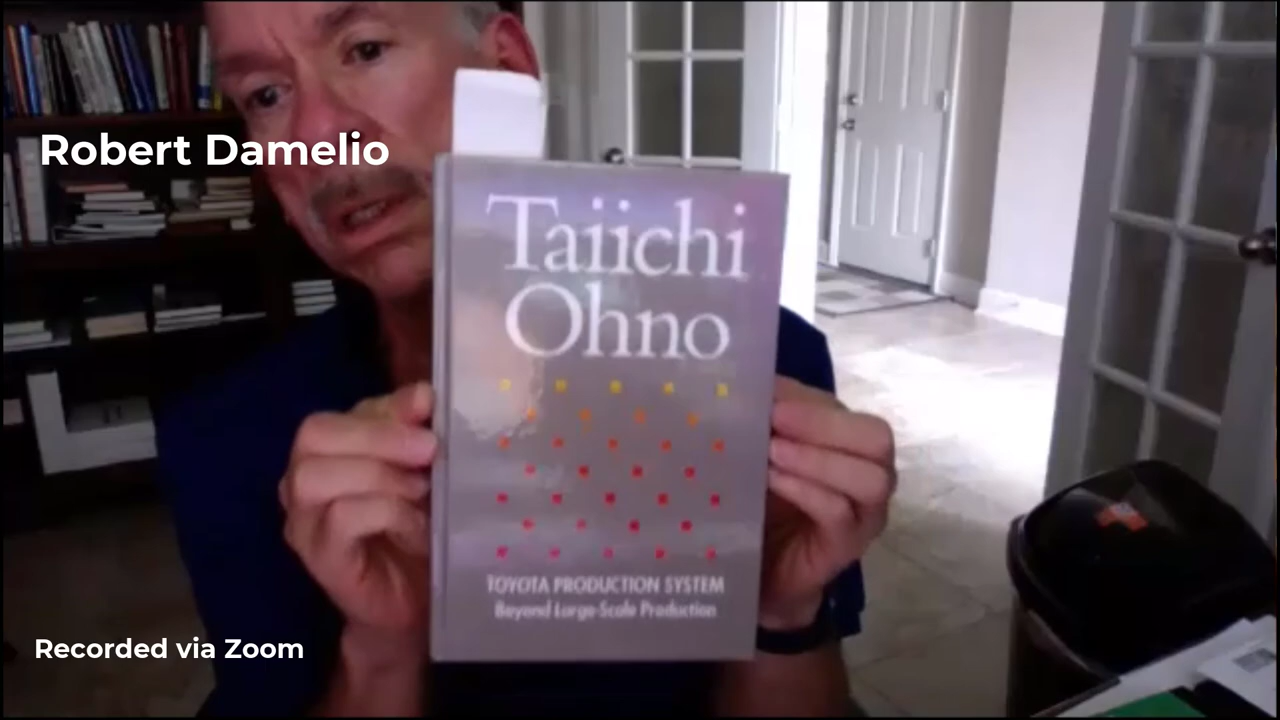 Robert Damelio
Taiichi
Ohno
TOYOTA PRODUCTION SYSTEM
Beyond Large-Scale Production
Recorded via Zoom